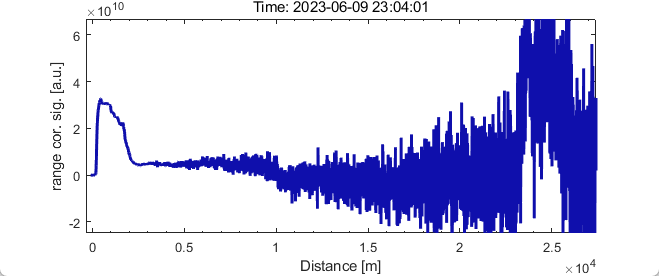 Time: 2023-06-09 23:04:01
×10^10
range cor. sig. [a.u.]
6
4
2
0
-2
0 0.5 1 1.5 2 2.5
×10^4
Distance [m]